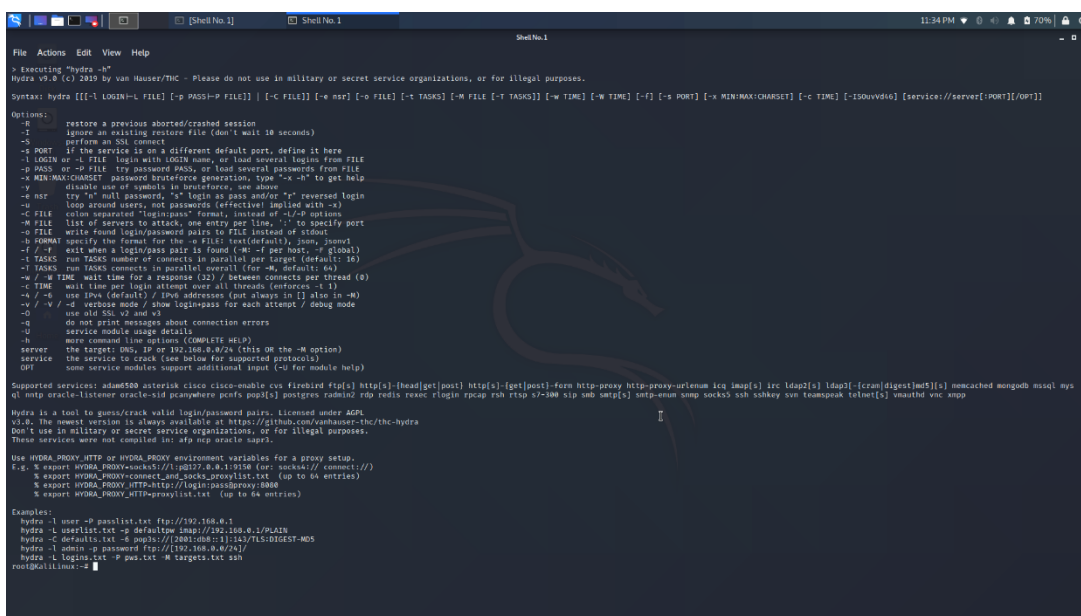 [Shell No. 1]
Shell No. 1
11:34 PM
70%
Shell No. 1
File Actions Edit View Help
> Executing "hydra -h"
Hydra v9.0 (c) 2019 by van Hauser/THC - Please do not use in military or secret service organizations, or for illegal purposes.
Syntax: hydra [[[-l LOGIN|-L FILE] [-p PASS|-P FILE]] | [-C FILE]] [-e nsr] [-o FILE] [-t TASKS] [-M FILE [-T TASKS]] [-w TIME] [-W TIME] [-f] [-s PORT] [-x MIN:MAX:CHARSET] [-c TIME] [-ISOuvVd46] [service://server[:PORT][/OPT]]
Options:
-R restore a previous aborted/crashed session
-I ignore an existing restore file (don't wait 10 seconds)
-S perform an SSL connect
-s PORT if the service is on a different default port, define it here
-l LOGIN or -L FILE login with LOGIN name, or load several logins from FILE
-p PASS or -P FILE try password PASS, or load several passwords from FILE
-x MIN:MAX:CHARSET password bruteforce generation, type "-x -h" to get help
-y disable use of symbols in bruteforce, see above
-e nsr try "n" null password, "s" login as pass and/or "r" reversed login
-u loop around users, not passwords (effective! implied with -x)
-C FILE colon separated "login:pass" format, instead of -L/-P options
-M FILE list of servers to attack, one entry per line, ':' to specify port
-o FILE write found login/password pairs to FILE instead of stdout
-b FORMAT specify the format for the -o FILE: text(default), json, jsonv1
-f / -F exit when a login/pass pair is found (-M: -f per host, -F global)
-t TASKS run TASKS number of connects in parallel per target (default: 16)
-T TASKS run TASKS connects in parallel overall (for -M, default: 64)
-w / -W TIME wait time for a response (32) / between connects per thread (0)
-c TIME wait time per login attempt over all threads (enforces -t 1)
-4 / -6 use IPv4 (default) / IPv6 addresses (put always in [] also in -M)
-v / -V / -d verbose mode / show login+pass for each attempt / debug mode
-O use old SSL v2 and v3
-q do not print messages about connection errors
-U service module usage details
-h more command line options (COMPLETE HELP)
server the target: DNS, IP or 192.168.0.0/24 (this OR the -M option)
service the service to crack (see below for supported protocols)
OPT some service modules support additional input (-U for module help)
Supported services: adam6500 asterisk cisco cisco-enable cvs firebird ftp[s] http[s]-{head|get|post} http[s]-{get|post}-form http-proxy http-proxy-urlenum icq imap[s] irc ldap2[s] ldap3[-{cram|digest}md5][s] memcached mongodb mssql mys
ql nntp oracle-listener oracle-sid pcanywhere pcnfs pop3[s] postgres radmin2 rdp redis rexec rlogin rpcap rsh rtsp s7-300 sip smb smtp[s] smtp-enum snmp socks5 ssh sshkey svn teamspeak telnet[s] vmauthd vnc xmpp
Hydra is a tool to guess/crack valid login/password pairs. Licensed under AGPL
v3.0. The newest version is always available at https://github.com/vanhauser-thc/thc-hydra
Don't use in military or secret service organizations, or for illegal purposes.
These services were not compiled in: afp ncp oracle sapr3.
Use HYDRA_PROXY_HTTP or HYDRA_PROXY environment variables for a proxy setup.
E.g. % export HYDRA_PROXY=socks5://l:p@127.0.0.1:9150 (or: socks4:// connect://)
% export HYDRA_PROXY=connect_and_socks_proxylist.txt (up to 64 entries)
% export HYDRA_PROXY_HTTP=http://login:pass@proxy:8080
% export HYDRA_PROXY_HTTP=proxylist.txt (up to 64 entries)
Examples:
hydra -l user -P passlist.txt ftp://192.168.0.1
hydra -L userlist.txt -p defaultpw imap://192.168.0.1/PLAIN
hydra -C defaults.txt -6 pop3s://[2001:db8::1]:143/TLS:DIGEST-MD5
hydra -l admin -p password ftp://[192.168.0.0/24]/
hydra -L logins.txt -P pws.txt -M targets.txt ssh
root@KaliLinux:~#